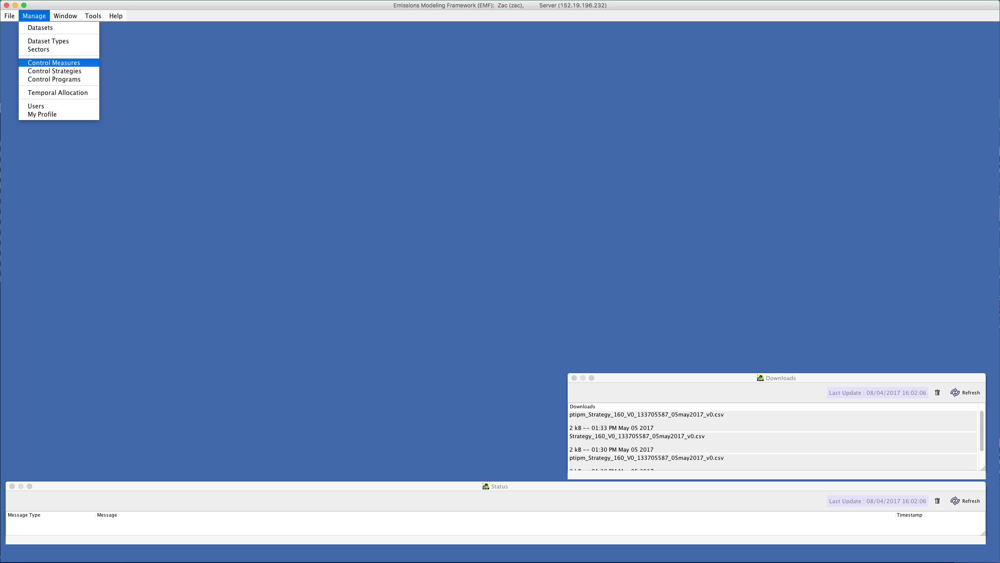 Emissions Modeling Framework (EMF):  Zac (zac),        Server (152.19.196.232)
File Manage Window Tools Help
Datasets
Dataset Types
Sectors
Control Measures
Control Strategies
Control Programs
Temporal Allocation
Users
My Profile
Downloads
Last Update : 08/04/2017 16:02:06 Refresh
Downloads
ptipm_Strategy_160_V0_133705587_05may2017_v0.csv
2 kB -- 01:33 PM May 05 2017
Strategy_160_V0_133705587_05may2017_v0.csv
2 kB -- 01:30 PM May 05 2017
ptipm_Strategy_160_V0_133705587_05may2017_v0.csv
Status
Last Update : 08/04/2017 16:02:06 Refresh
Message Type Message Timestamp